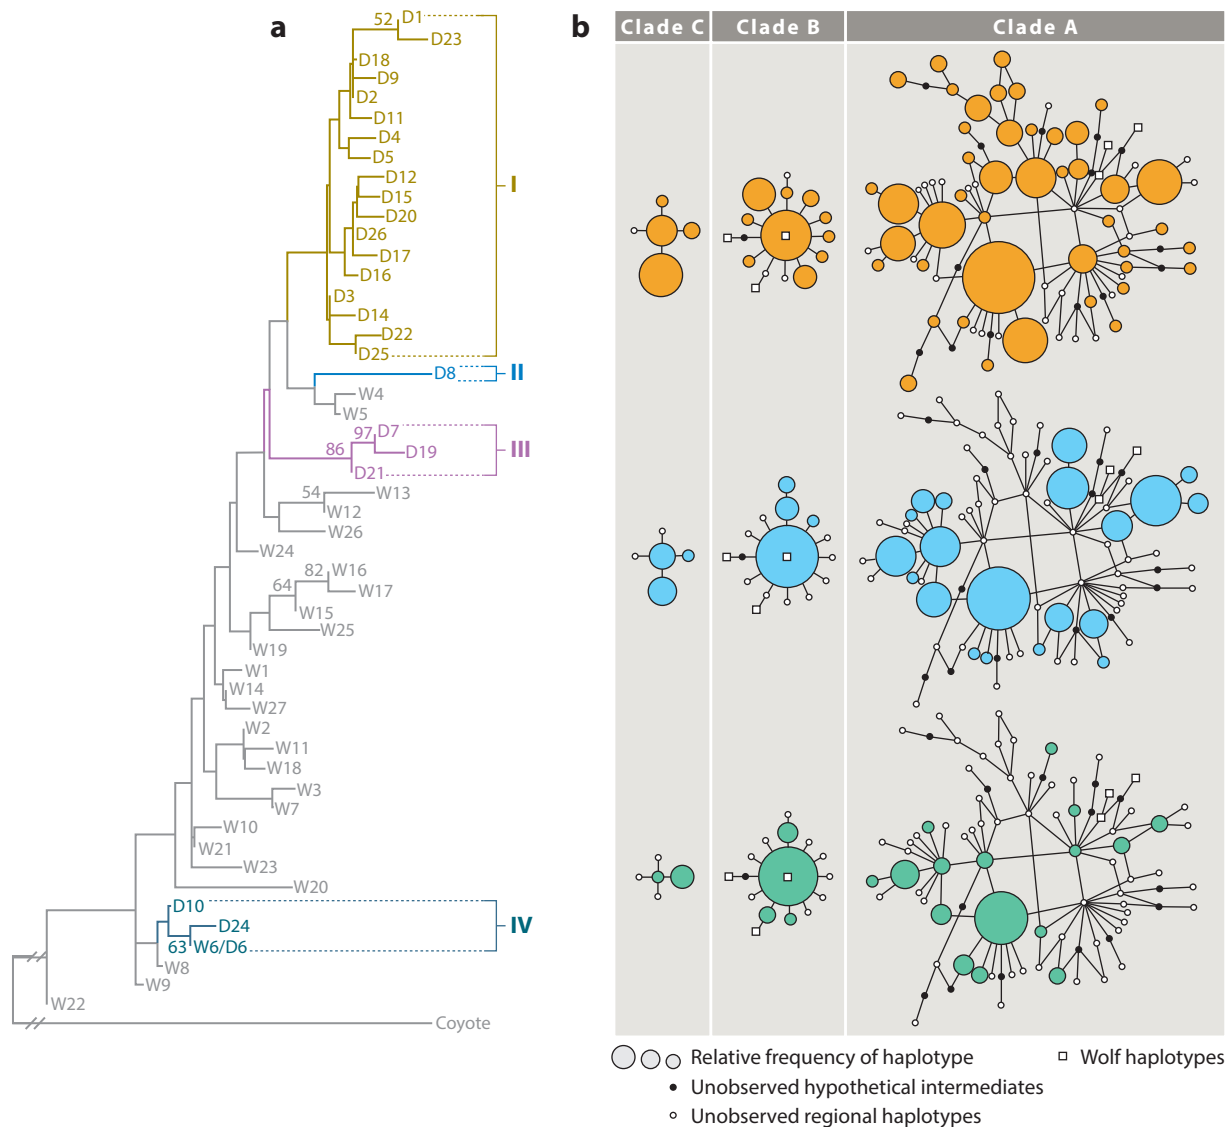 a
52
D1
D23
D18
D9
D2
D11
D4
D5
D12
D15
D20
D26
D17
D16
D3
D14
D22
D25
I
D8
II
W4
W5
97
D7
86
D19
D21
III
54
W13
W12
W26
W24
82
W16
64
W17
W15
W25
W19
W1
W14
W27
W2
W11
W18
W3
W7
W10
W21
W23
W20
D10
D24
63
W6/D6
IV
W8
W9
W22
Coyote
b
Clade C
Clade B
Clade A
Relative frequency of haplotype
Wolf haplotypes
Unobserved hypothetical intermediates
Unobserved regional haplotypes